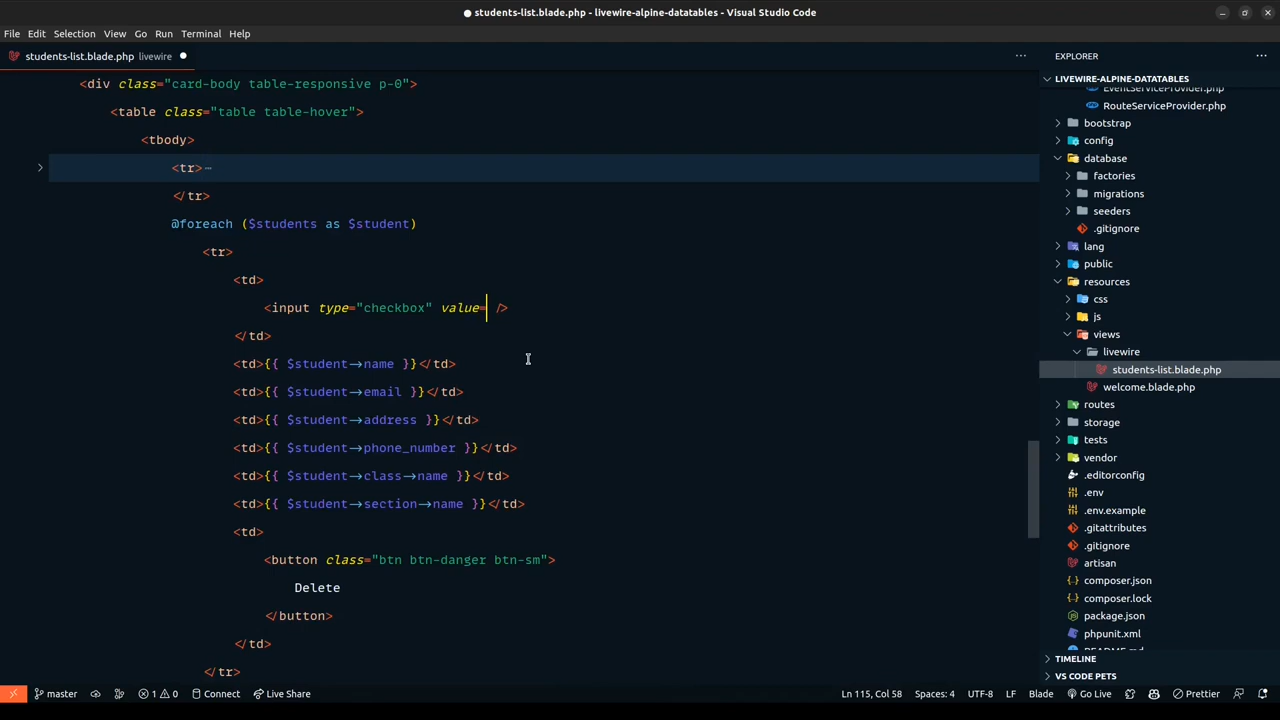 students-list.blade.php - livewire-alpine-datatables - Visual Studio Code
File Edit Selection View Go Run Terminal Help
students-list.blade.php livewire
<div class="card-body table-responsive p-0">
<table class="table table-hover">
<tbody>
<tr>
</tr>
@foreach ($students as $student)
<tr>
<td>
<input type="checkbox" value= />
</td>
<td>{{ $student->name }}</td>
<td>{{ $student->email }}</td>
<td>{{ $student->address }}</td>
<td>{{ $student->phone_number }}</td>
<td>{{ $student->class->name }}</td>
<td>{{ $student->section->name }}</td>
<td>
<button class="btn btn-danger btn-sm">
Delete
</button>
</td>
</tr>
EXPLORER
LIVEWIRE-ALPINE-DATATABLES
EventServiceProvider.php
RouteServiceProvider.php
bootstrap
config
database
factories
migrations
seeders
.gitignore
lang
public
resources
css
js
views
livewire
students-list.blade.php
welcome.blade.php
routes
storage
tests
vendor
.editorconfig
.env
.env.example
.gitattributes
.gitignore
artisan
composer.json
composer.lock
package.json
phpunit.xml
README.md
TIMELINE
VS CODE PETS
master 1 0 Connect Live Share Ln 115, Col 58 Spaces: 4 UTF-8 LF Blade Go Live Prettier